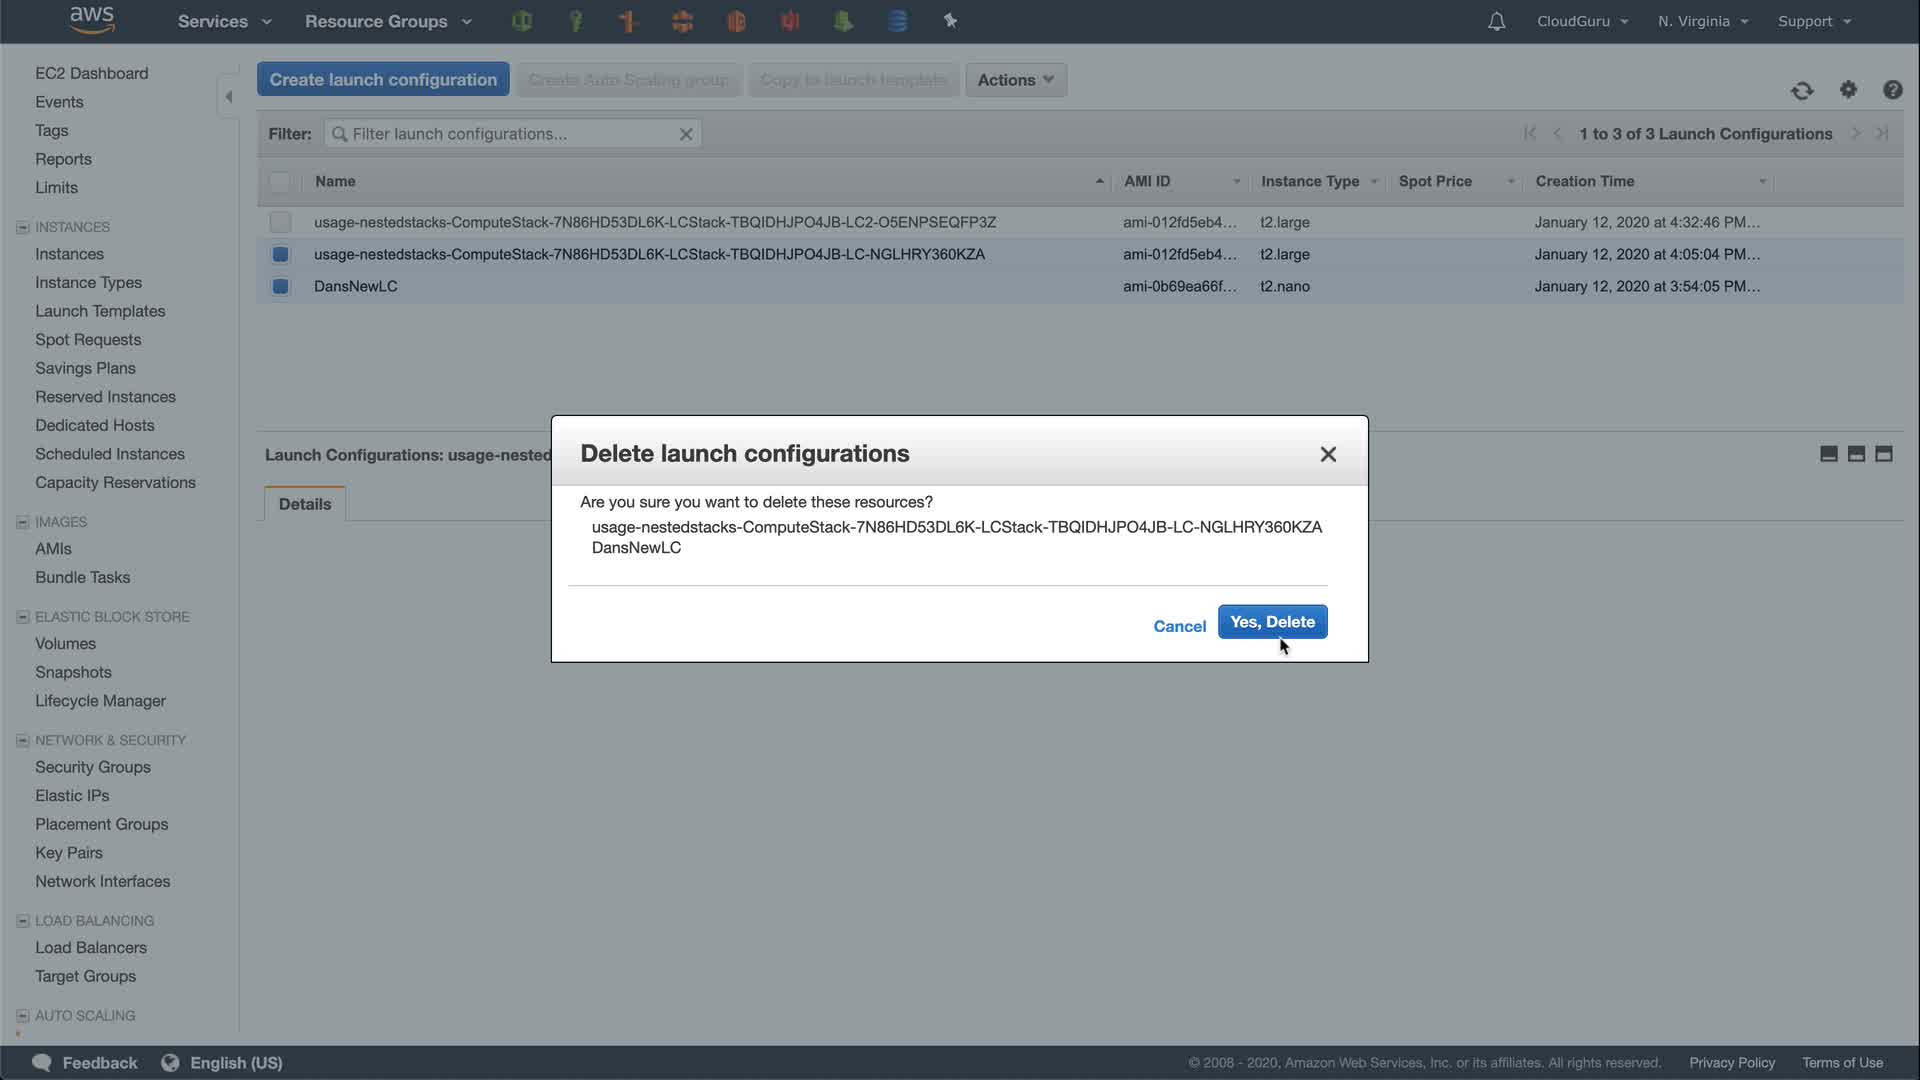 aws Services Resource Groups CloudGuru N. Virginia Support
EC2 Dashboard
Events
Tags
Reports
Limits
INSTANCES
Instances
Instance Types
Launch Templates
Spot Requests
Savings Plans
Reserved Instances
Dedicated Hosts
Scheduled Instances
Capacity Reservations
IMAGES
AMIs
Bundle Tasks
ELASTIC BLOCK STORE
Volumes
Snapshots
Lifecycle Manager
NETWORK & SECURITY
Security Groups
Elastic IPs
Placement Groups
Key Pairs
Network Interfaces
LOAD BALANCING
Load Balancers
Target Groups
AUTO SCALING
Create launch configuration Create Auto Scaling group Copy to launch template Actions
Filter: Filter launch configurations... 1 to 3 of 3 Launch Configurations
Name AMI ID Instance Type Spot Price Creation Time
usage-nestedstacks-ComputeStack-7N86HD53DL6K-LCStack-TBQIDHJPO4JB-LC2-O5ENPSEQFP3Z ami-012fd5eb4... t2.large January 12, 2020 at 4:32:46 PM...
usage-nestedstacks-ComputeStack-7N86HD53DL6K-LCStack-TBQIDHJPO4JB-LC-NGLHRY360KZA ami-012fd5eb4... t2.large January 12, 2020 at 4:05:04 PM...
DansNewLC ami-0b69ea66f... t2.nano January 12, 2020 at 3:54:05 PM...
Launch Configurations: usage-nested
Details
Delete launch configurations
Are you sure you want to delete these resources?
usage-nestedstacks-ComputeStack-7N86HD53DL6K-LCStack-TBQIDHJPO4JB-LC-NGLHRY360KZA
DansNewLC
Cancel Yes, Delete
Feedback English (US) © 2008 - 2020, Amazon Web Services, Inc. or its affiliates. All rights reserved. Privacy Policy Terms of Use